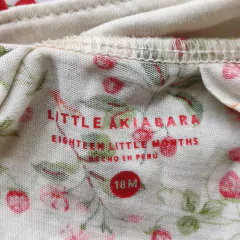 LITTLE AKIABARA
EIGHTEEN LITTLE MONTHS
HECHO EN PERÚ
18M